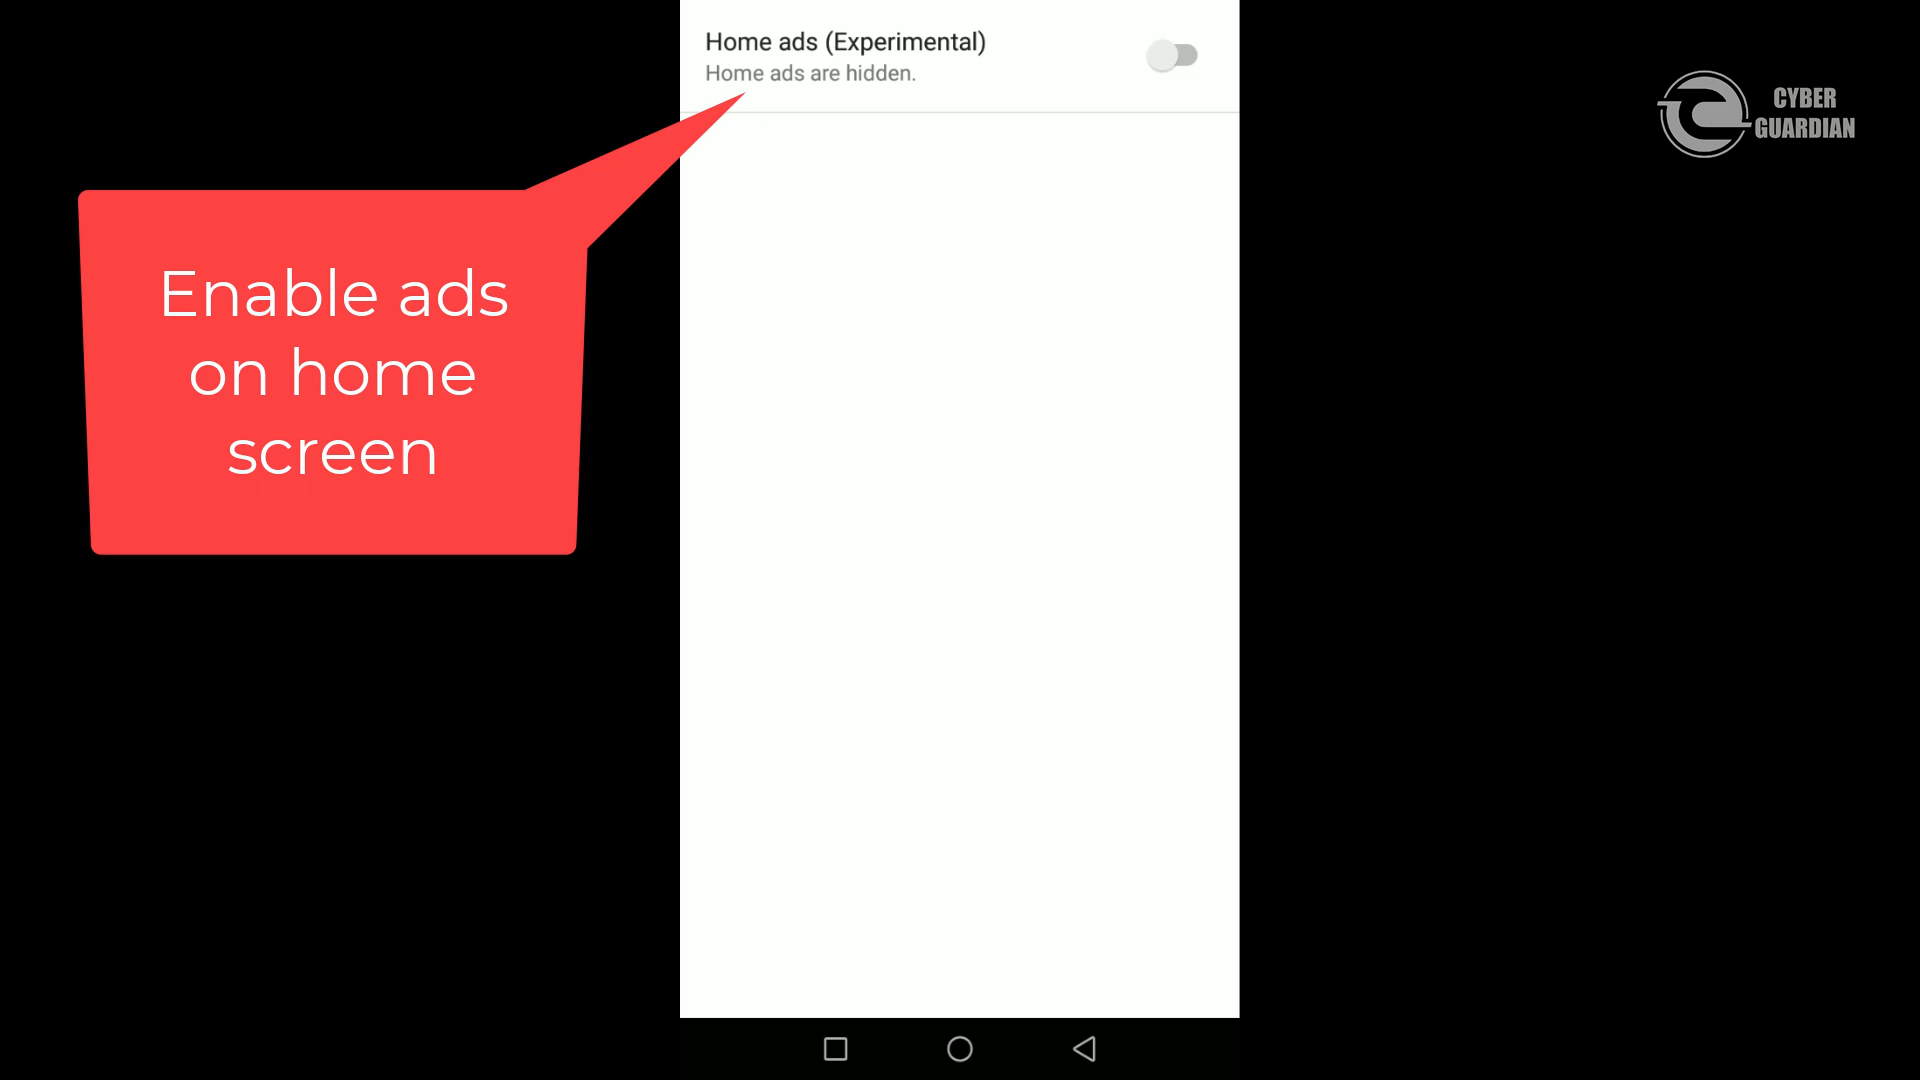 Home ads (Experimental)
Home ads are hidden.
CYBER
GUARDIAN
Enable ads
on home
screen